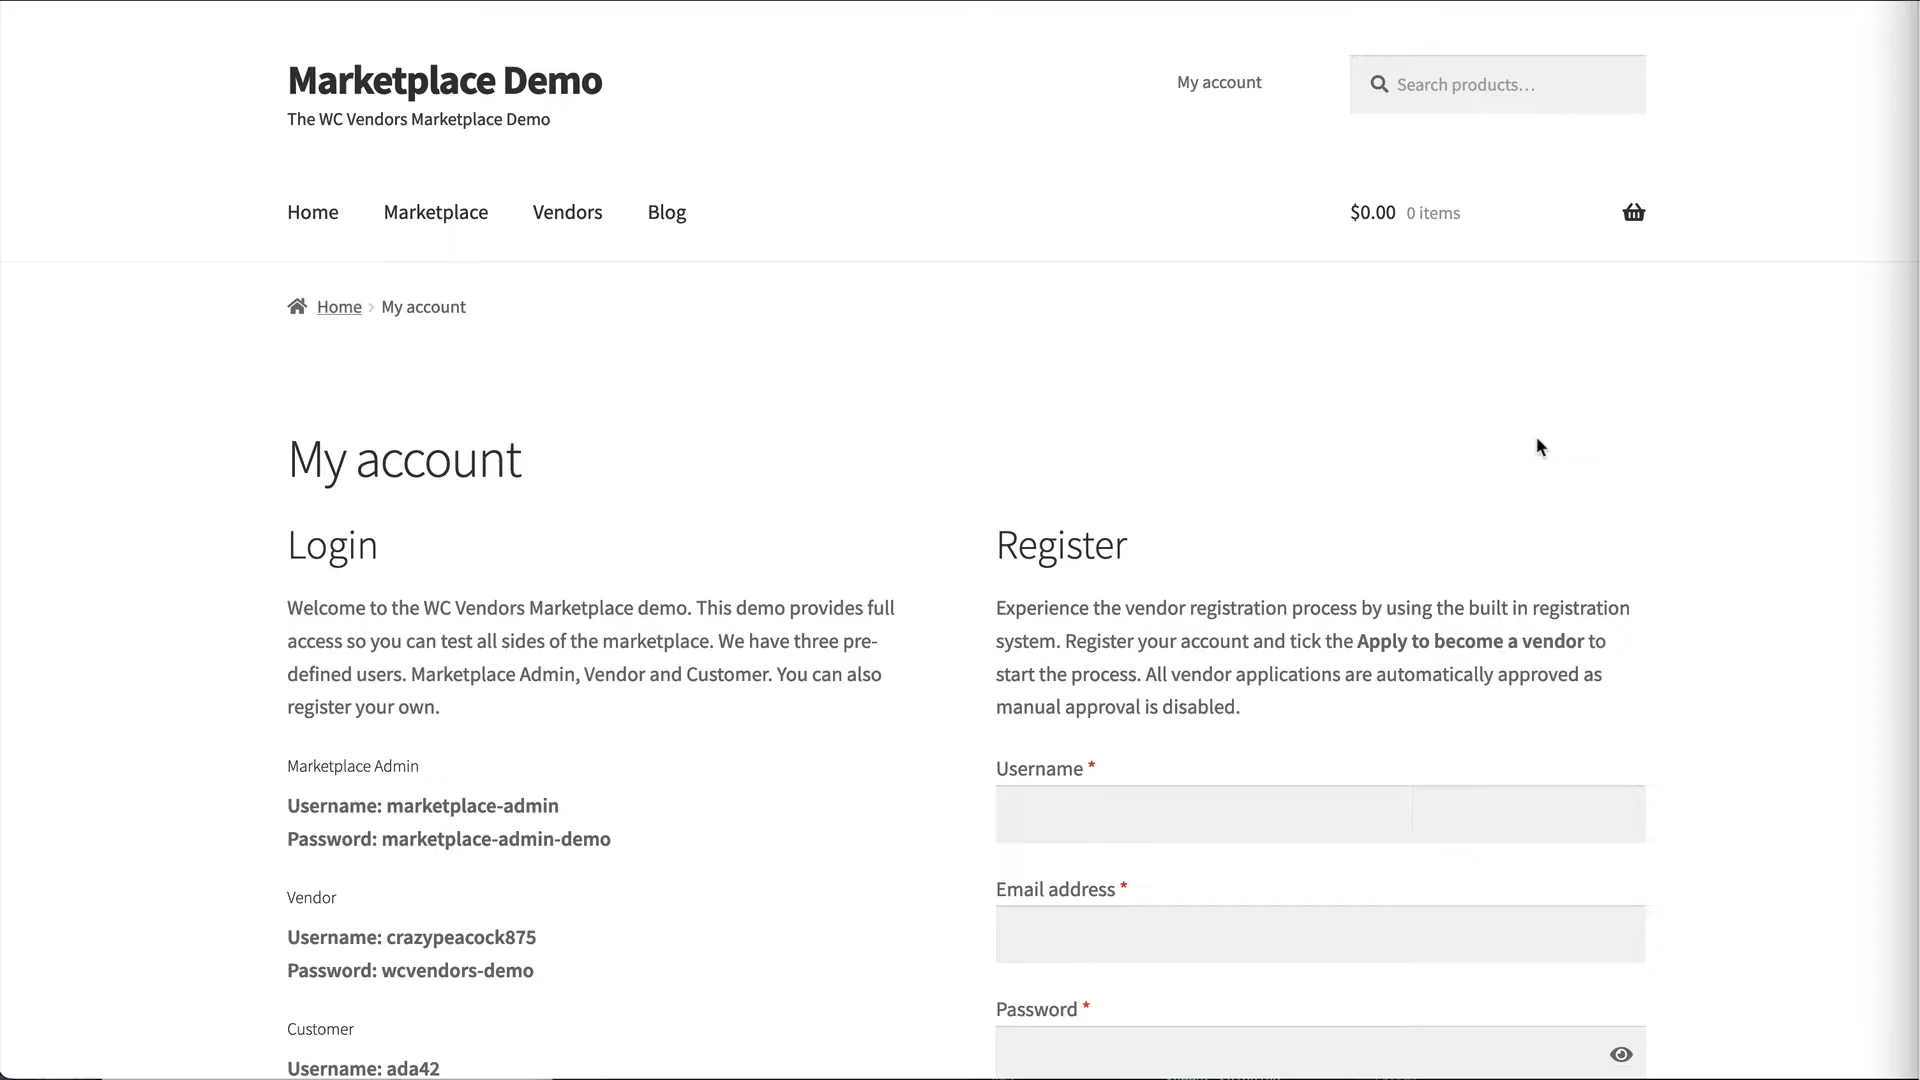 Marketplace Demo
The WC Vendors Marketplace Demo
My account
Search products…
Home
Marketplace
Vendors
Blog
$0.00 0 items
Home › My account
My account
Login
Welcome to the WC Vendors Marketplace demo. This demo provides full
access so you can test all sides of the marketplace. We have three pre-
defined users. Marketplace Admin, Vendor and Customer. You can also
register your own.
Marketplace Admin
Username: marketplace-admin
Password: marketplace-admin-demo
Vendor
Username: crazypeacock875
Password: wcvendors-demo
Customer
Username: ada42
Register
Experience the vendor registration process by using the built in registration
system. Register your account and tick the Apply to become a vendor to
start the process. All vendor applications are automatically approved as
manual approval is disabled.
Username *
Email address *
Password *